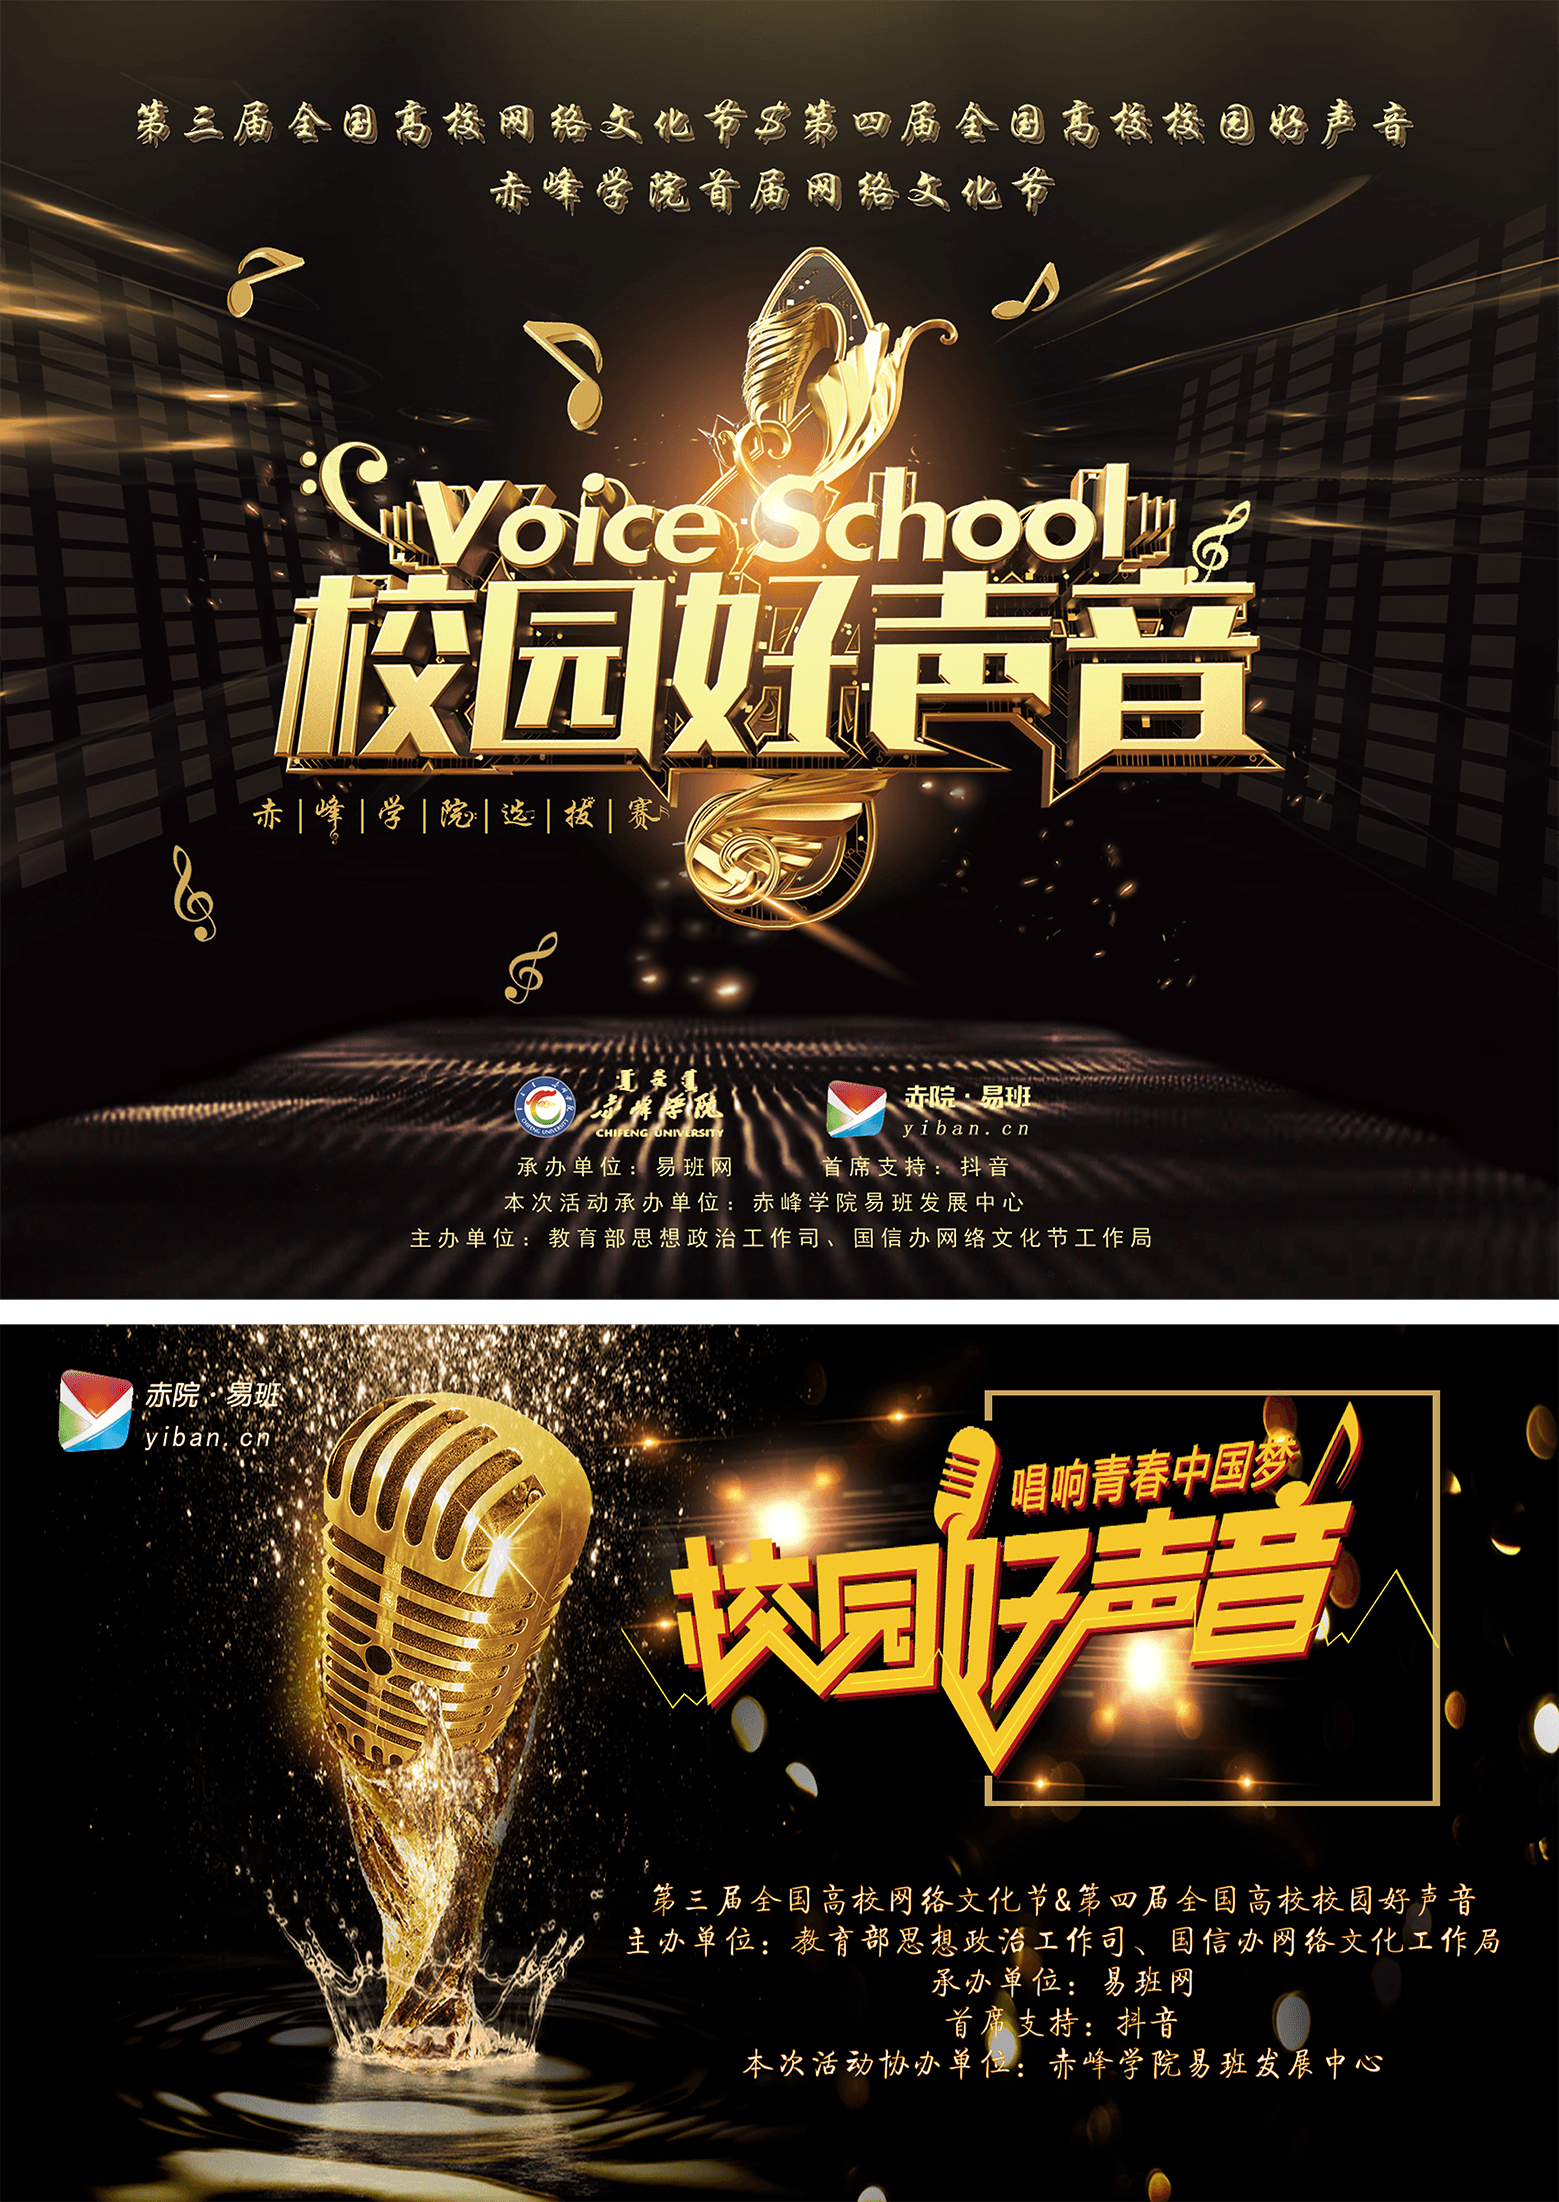 第三届全国高校网络文化节&第四届全国高校校园好声音
赤峰学院首届网络文化节
Voice School
校园好声音
赤|峰|学|院|选|拔|赛
赤峰学院
CHIFENG UNIVERSITY
赤院·易班
yiban.cn
承办单位：易班网 首席支持：抖音
本次活动承办单位：赤峰学院易班发展中心
主办单位：教育部思想政治工作司、国信办网络文化节工作局
赤院·易班
yiban.cn
唱响青春中国梦
校园好声音
第三届全国高校网络文化节&第四届全国高校校园好声音
主办单位：教育部思想政治工作司、国信办网络文化工作局
承办单位：易班网
首席支持：抖音
本次活动协办单位：赤峰学院易班发展中心